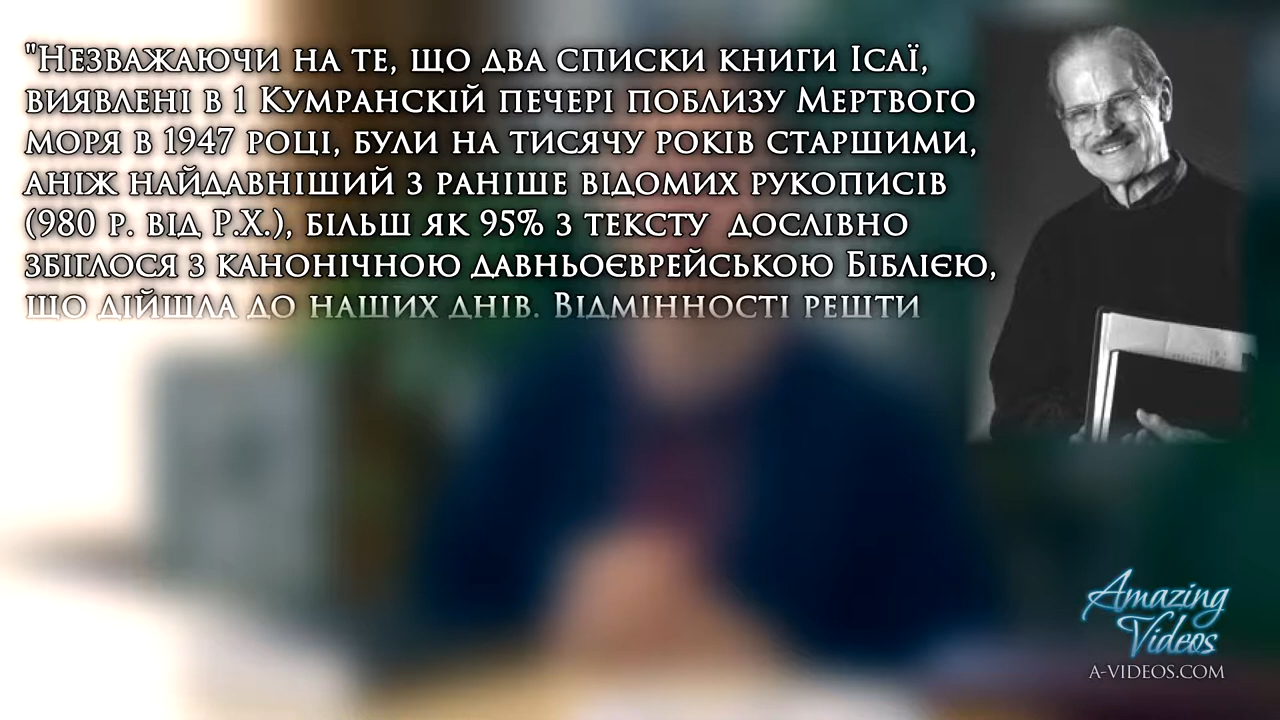 "Незважаючи на те, що два списки книги Ісаї,
виявлені в 1 Кумранскій печері поблизу Мертвого
моря в 1947 році, були на тисячу років старшими,
аніж найдавніший з раніше відомих рукописів
(980 р. від Р.Х.), більш як 95% з тексту дослівно
збіглося з канонічною давньоєврейською Біблією,
що дійшла до наших днів. Відмінності решти
Amazing
Videos
A-VIDEOS.COM